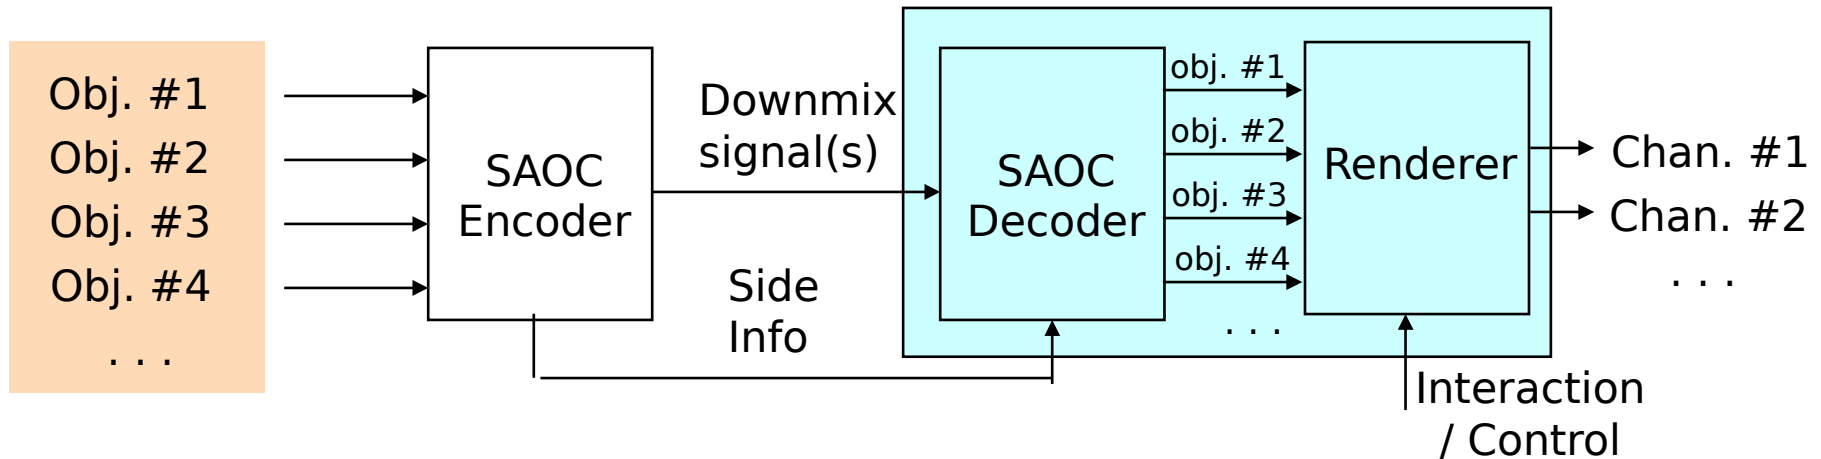 Obj. #1
Obj. #2
Obj. #3
Obj. #4
. . .
SAOC
Encoder
Downmix
signal(s)
Side
Info
SAOC
Decoder
obj. #1
obj. #2
obj. #3
obj. #4
. . .
Renderer
Chan. #1
Chan. #2
. . .
Interaction
/ Control